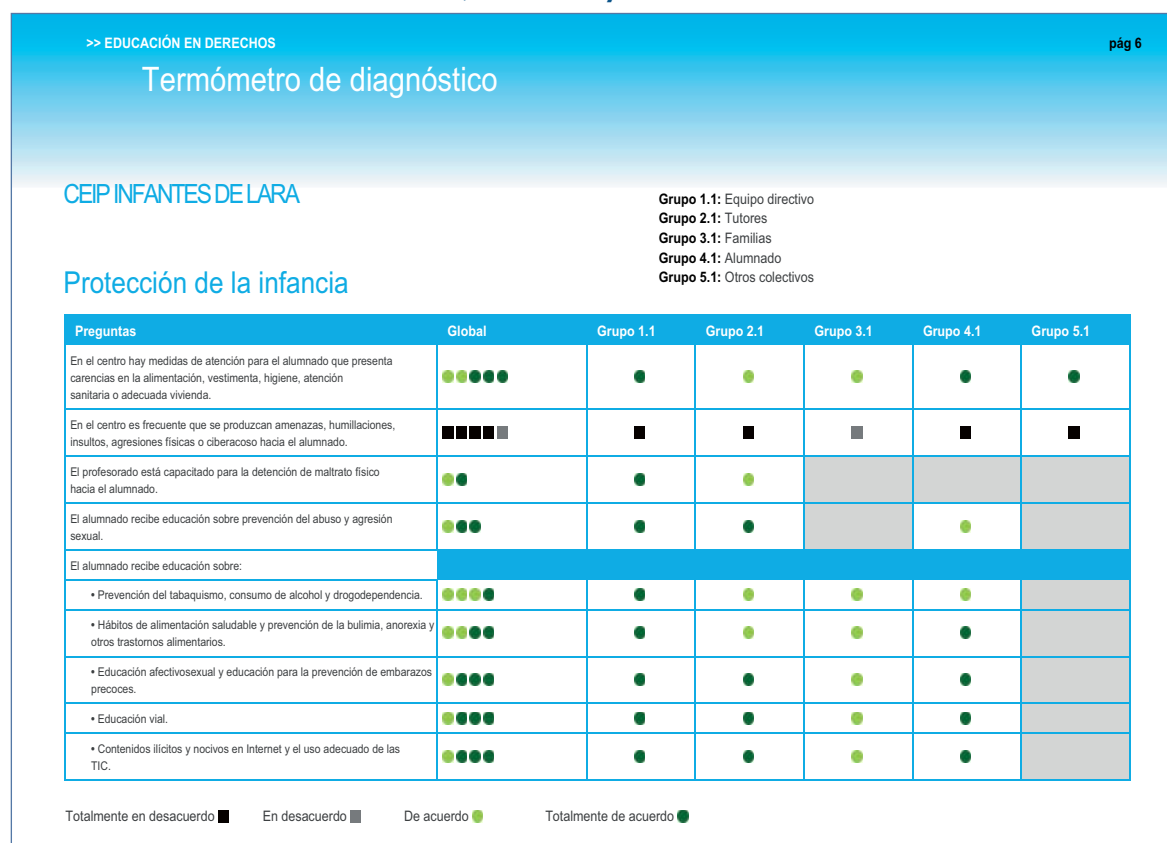 >> EDUCACIÓN EN DERECHOS
pág 6
Termómetro de diagnóstico
CEIP INFANTES DE LARA
Grupo 1.1: Equipo directivo
Grupo 2.1: Tutores
Grupo 3.1: Familias
Grupo 4.1: Alumnado
Grupo 5.1: Otros colectivos
Protección de la infancia
Preguntas Global Grupo 1.1 Grupo 2.1 Grupo 3.1 Grupo 4.1 Grupo 5.1
En el centro hay medidas de atención para el alumnado que presenta
carencias en la alimentación, vestimenta, higiene, atención
sanitaria o adecuada vivienda.
En el centro es frecuente que se produzcan amenazas, humillaciones,
insultos, agresiones físicas o ciberacoso hacia el alumnado.
El profesorado está capacitado para la detención de maltrato físico
hacia el alumnado.
El alumnado recibe educación sobre prevención del abuso y agresión
sexual.
El alumnado recibe educación sobre:
• Prevención del tabaquismo, consumo de alcohol y drogodependencia.
• Hábitos de alimentación saludable y prevención de la bulimia, anorexia y
otros trastornos alimentarios.
• Educación afectivosexual y educación para la prevención de embarazos
precoces.
• Educación vial.
• Contenidos ilícitos y nocivos en Internet y el uso adecuado de las
TIC.
Totalmente en desacuerdo En desacuerdo De acuerdo Totalmente de acuerdo